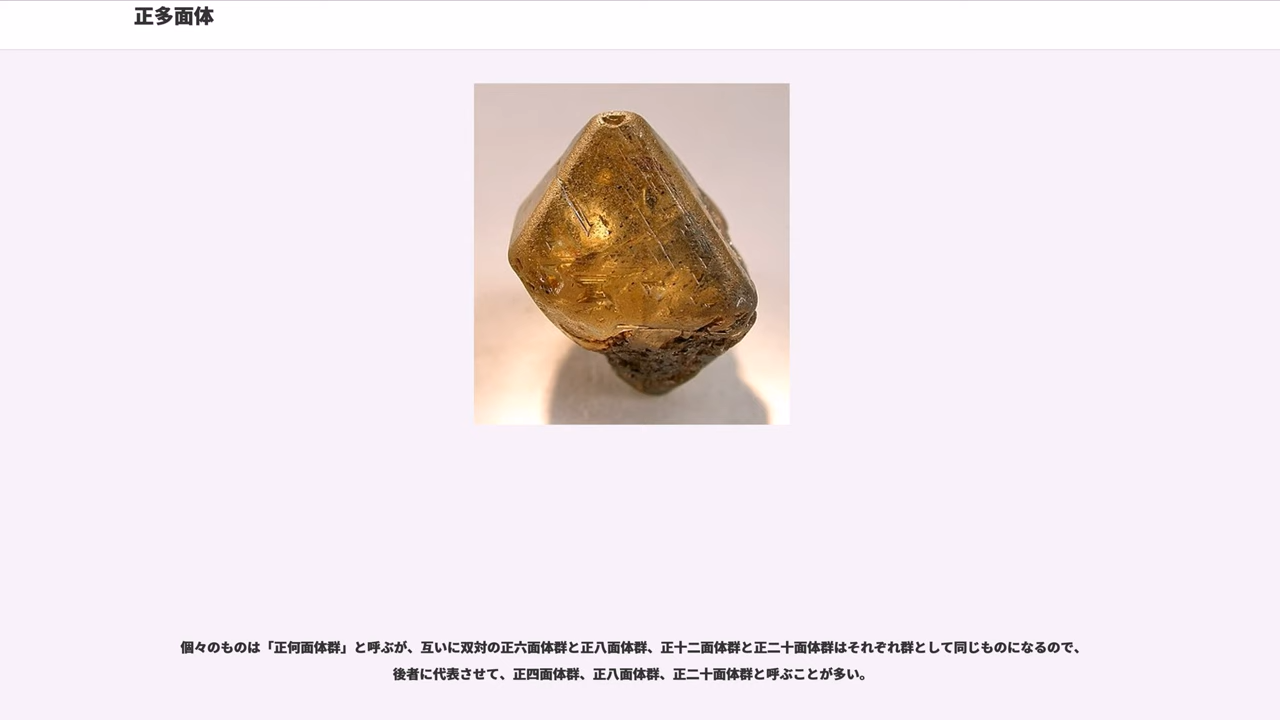 正多面体
個々のものは「正何面体群」と呼ぶが、互いに双対の正六面体群と正八面体群、正十二面体群と正二十面体群はそれぞれ群として同じものになるので、
後者に代表させて、正四面体群、正八面体群、正二十面体群と呼ぶことが多い。